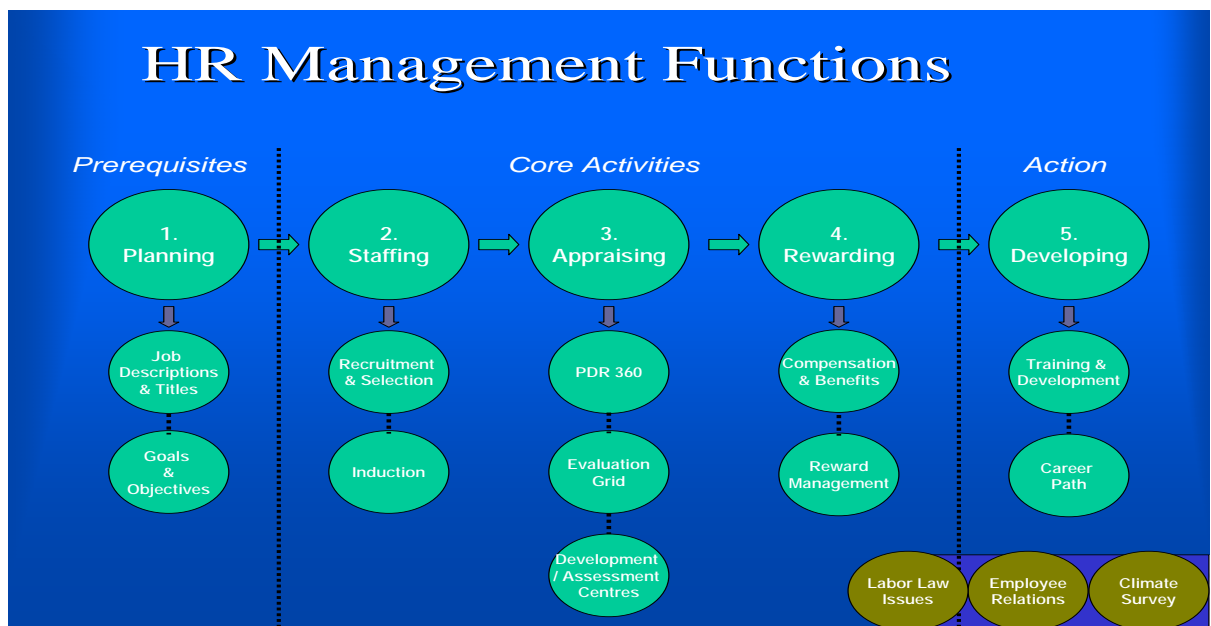 HR Management Functions
Prerequisites
Core Activities
Action
1.
Planning
2.
Staffing
3.
Appraising
4.
Rewarding
5.
Developing
Job
Descriptions
& Titles
Recruitment
& Selection
PDR 360
Compensation
& Benefits
Training &
Development
Goals
&
Objectives
Induction
Evaluation
Grid
Reward
Management
Career
Path
Development
/ Assessment
Centres
Labor Law
Issues
Employee
Relations
Climate
Survey